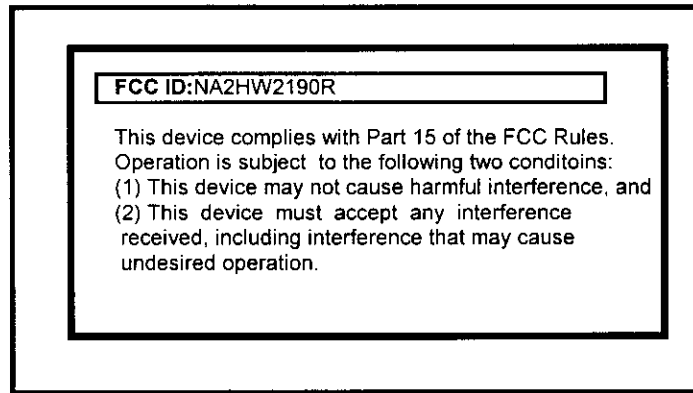 FCC ID:NA2HW2190R
This device complies with Part 15 of the FCC Rules.
Operation is subject to the following two conditoins:
(1) This device may not cause harmful interference, and
(2) This device must accept any interference
received, including interference that may cause
undesired operation.